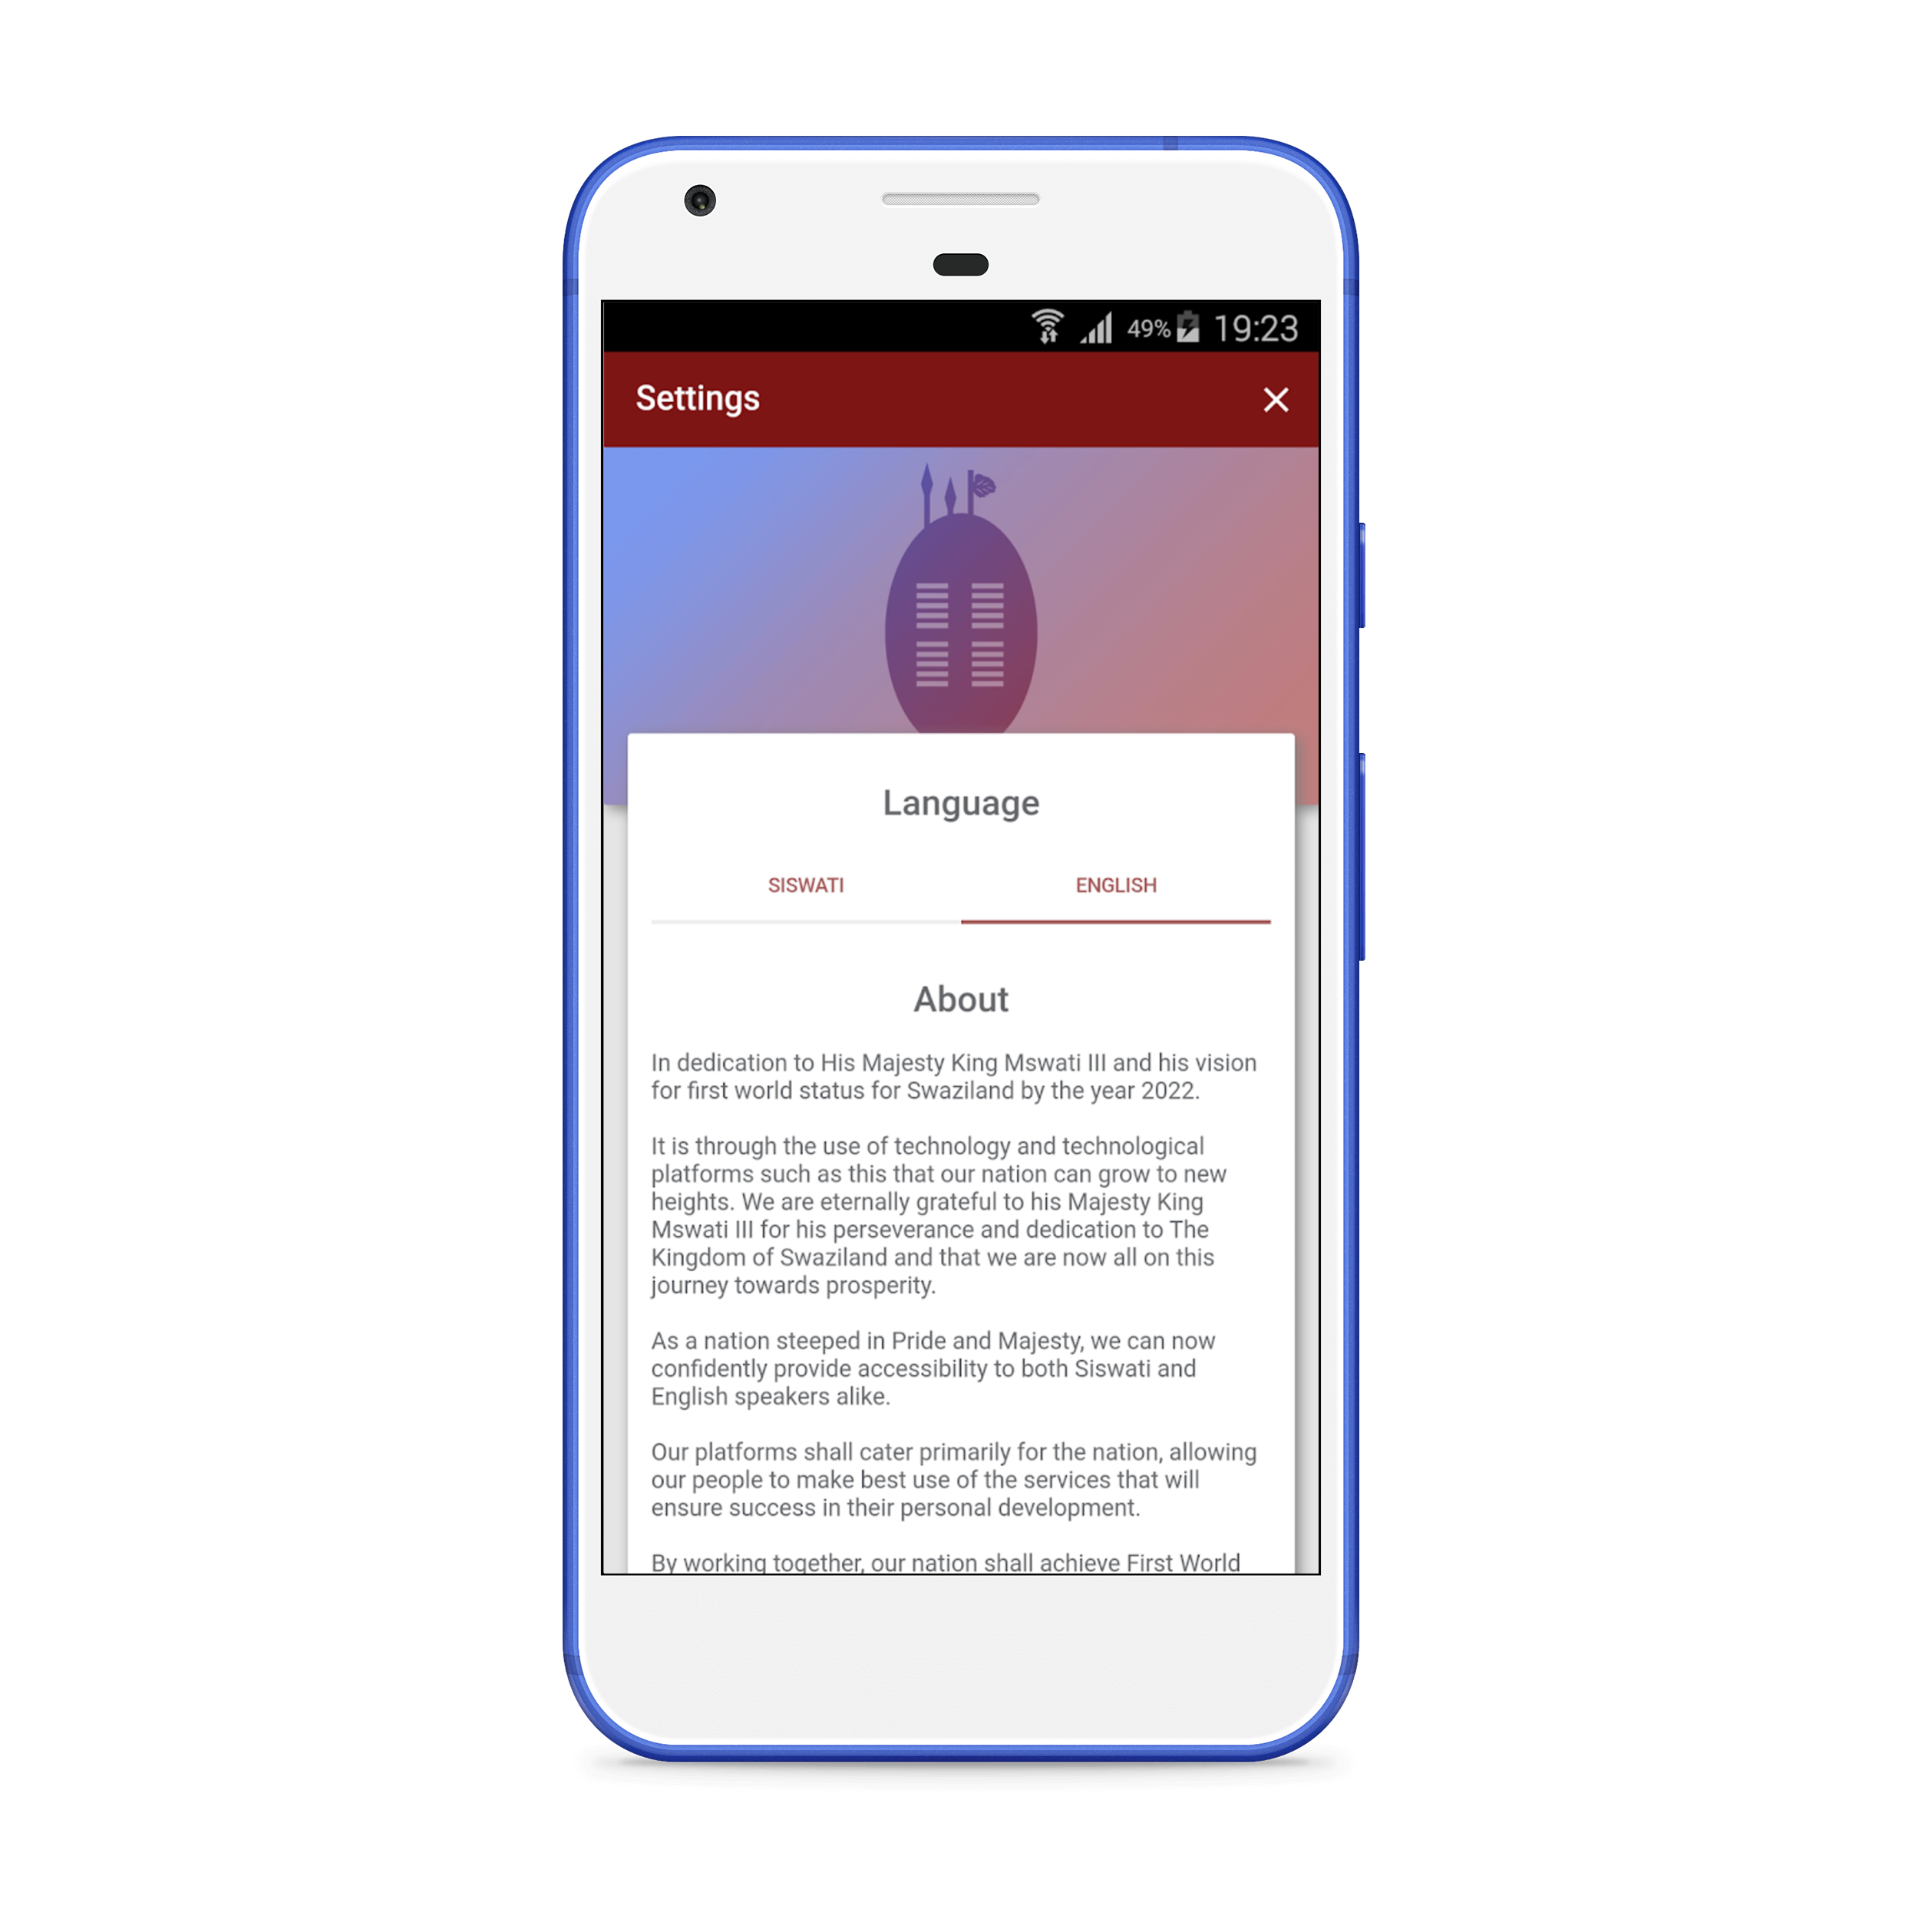 49% 19:23
Settings
Language
SISWATI ENGLISH
About
In dedication to His Majesty King Mswati III and his vision
for first world status for Swaziland by the year 2022.
It is through the use of technology and technological
platforms such as this that our nation can grow to new
heights. We are eternally grateful to his Majesty King
Mswati III for his perseverance and dedication to The
Kingdom of Swaziland and that we are now all on this
journey towards prosperity.
As a nation steeped in Pride and Majesty, we can now
confidently provide accessibility to both Siswati and
English speakers alike.
Our platforms shall cater primarily for the nation, allowing
our people to make best use of the services that will
ensure success in their personal development.
By working together, our nation shall achieve First World